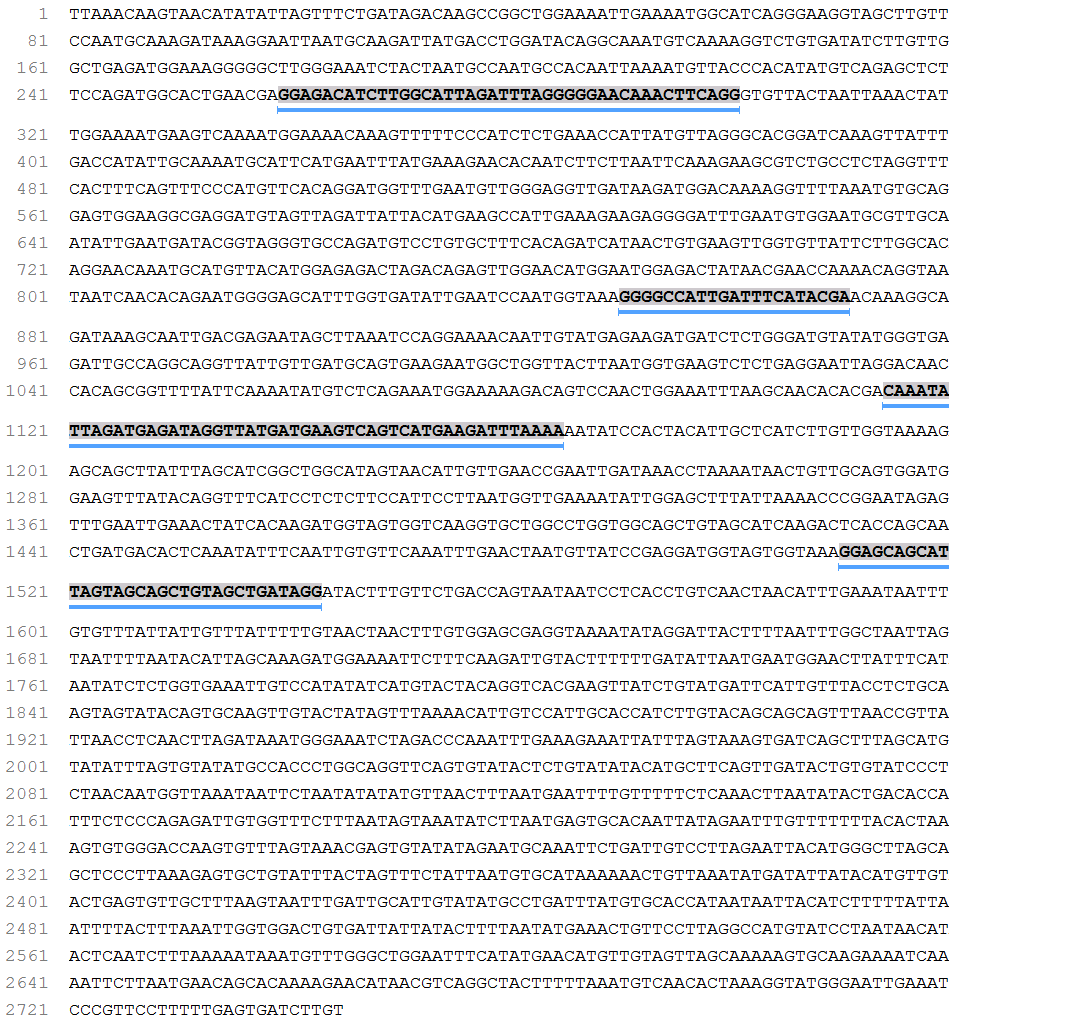 1 TTAAACAAGTAACATATATTAGTTTCTGATAGACAAGCCGGCTGGAAAATTGAAAATGGCATCAGGGAAGGTAGCTTGTT
81 CCAATGCAAAGATAAAGGAATTAATGCAAGATTATGACCTGGATACAGGCAAATGTCAAAAGGTCTGTGATATCTTGTTG
161 GCTGAGATGGAAAGGGGGCTTGGGAAATCTACTAATGCCAATGCCACAATTAAAATGTTACCCACATATGTCAGAGCTCT
241 TCCAGATGGCACTGAACGAGGAGACATCTTGGCATTAGATTTAGGGGGAACAAACTTCAGGGTGTTACTAATTAAACTAT
321 TGGAAAATGAAGTCAAAATGGAAAACAAAGTTTTTCCCATCTCTGAAACCATTATGTTAGGGCACGGATCAAAGTTATTT
401 GACCATATTGCAAAATGCATTCATGAATTTATGAAAGAACACAATCTTCTTAATTCAAAGAAGCGTCTGCCTCTAGGTTT
481 CACTTTCAGTTTCCCATGTTCACAGGATGGTTTGAATGTTGGGAGGTTGATAAGATGGACAAAAGGTTTTAAATGTGCAG
561 GAGTGGAAGGCGAGGATGTAGTTAGATTATTACATGAAGCCATTGAAAGAAGAGGGGATTTGAATGTGGAATGCGTTGCA
641 ATATTGAATGATACGGTAGGGTGCCAGATGTCCTGTGCTTTCACAGATCATAACTGTGAAGTTGGTGTTATTCTTGGCAC
721 AGGAACAAATGCATGTTACATGGAGAGACTAGACAGAGTTGGAACATGGAATGGAGACTATAACGAACCAAAACAGGTAA
801 TAATCAACACAGAATGGGGAGCATTTGGTGATATTGAATCCAATGGTAAAGGGGCCATTGATTTCATACGAACAAAGGCA
881 GATAAAGCAATTGACGAGAATAGCTTAAATCCAGGAAAACAATTGTATGAGAAGATGATCTCTGGGATGTATATGGGTGA
961 GATTGCCAGGCAGGTTATTGTTGATGCAGTGAAGAATGGCTGGTTACTTAATGGTGAAGTCTCTGAGGAATTAGGACAAC
1041 CACAGCGGTTTTATTCAAAATATGTCTCAGAAATGGAAAAAGACAGTCCAACTGGAAATTTAAGCAACACACGACAAATA
1121 TTAGATGAGATAGGTTATGATGAAGTCAGTCATGAAGATTTAAAAAATATCCACTACATTGCTCATCTTGTTGGTAAAAG
1201 AGCAGCTTATTTAGCATCGGCTGGCATAGTAACATTGTTGAACCGAATTGATAAACCTAAAATAACTGTTGCAGTGGATG
1281 GAAGTTTATACAGGTTTCATCCTCTCTTCCATTCCTTAATGGTTGAAAATATTGGAGCTTTATTAAAACCCGGAATAGAG
1361 TTTGAATTGAAACTATCACAAGATGGTAGTGGTCAAGGTGCTGGCCTGGTGGCAGCTGTAGCATCAAGACTCACCAGCAA
1441 CTGATGACACTCAAATATTTCAATTGTGTTCAAATTTGAACTAATGTTATCCGAGGATGGTAGTGGTAAAGGAGCAGCAT
1521 TAGTAGCAGCTGTAGCTGATAGGATACTTTGTTCTGACCAGTAATAATCCTCACCTGTCAACTAACATTTGAAATAATTT
1601 GTGTTTATTATTGTTTATTTTTGTAACTAACTTTGTGGAGCGAGGTAAAATATAGGATTACTTTTAATTTGGCTAATTAG
1681 TAATTTTAATACATTAGCAAAGATGGAAAATTCTTTCAAGATTGTACTTTTTTGATATTAATGAATGGAACTTATTTCAT
1761 AATATCTCTGGTGAAATTGTCCATATATCATGTACTACAGGTCACGAAGTTATCTGTATGATTCATTGTTTACCTCTGCA
1841 AGTAGTATACAGTGCAAGTTGTACTATAGTTTAAAACATTGTCCATTGCACCATCTTGTACAGCAGCAGTTTAACCGTTA
1921 TTAACCTCAACTTAGATAAATGGGAAATCTAGACCCAAATTTGAAAGAAATTATTTAGTAAAGTGATCAGCTTTAGCATG
2001 TATATTTAGTGTATATGCCACCCTGGCAGGTTCAGTGTATACTCTGTATATACATGCTTCAGTTGATACTGTGTATCCCT
2081 CTAACAATGGTTAAATAATTCTAATATATATGTTAACTTTAATGAATTTTGTTTTTCTCAAACTTAATATACTGACACCA
2161 TTTCTCCCAGAGATTGTGGTTTCTTTAATAGTAAATATCTTAATGAGTGCACAATTATAGAATTTGTTTTTTTACACTAA
2241 AGTGTGGGACCAAGTGTTTAGTAAACGAGTGTATATAGAATGCAAATTCTGATTGTCCTTAGAATTACATGGGCTTAGCA
2321 GCTCCCTTAAAGAGTGCTGTATTTACTAGTTTCTATTAATGTGCATAAAAAACTGTTAAATATGATATTATACATGTTGT
2401 ACTGAGTGTTGCTTTAAGTAATTTGATTGCATTGTATATGCCTGATTTATGTGCACCATAATAATTACATCTTTTTATTA
2481 ATTTTACTTTAAATTGGTGGACTGTGATTATTATACTTTTAATATGAAACTGTTCCTTAGGCCATGTATCCTAATAACAT
2561 ACTCAATCTTTAAAAATAAATGTTTGGGCTGGAATTTCATATGAACATGTTGTAGTTAGCAAAAAGTGCAAGAAAATCAA
2641 AATTCTTAATGAACAGCACAAAAGAACATAACGTCAGGCTACTTTTTAAATGTCAACACTAAAGGTATGGGAATTGAAAT
2721 CCCGTTCCTTTTTGAGTGATCTTGT